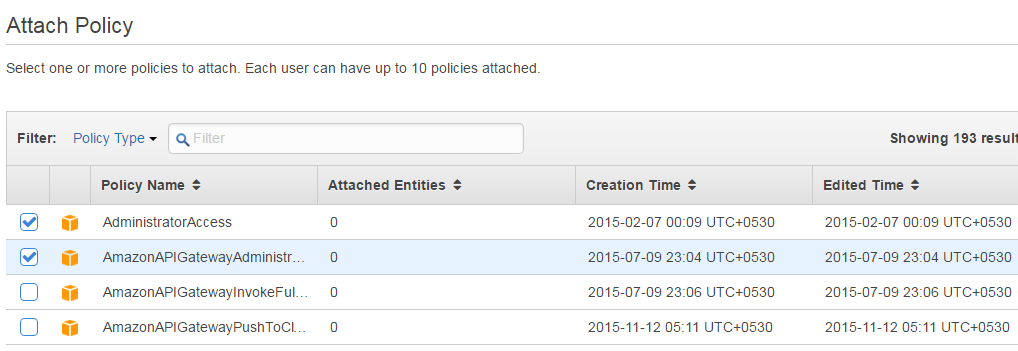 Attach Policy
Select one or more policies to attach. Each user can have up to 10 policies attached.
Filter: Policy Type Filter Showing 193 result
Policy Name Attached Entities Creation Time Edited Time
AdministratorAccess 0 2015-02-07 00:09 UTC+0530 2015-02-07 00:09 UTC+0530
AmazonAPIGatewayAdministr... 0 2015-07-09 23:04 UTC+0530 2015-07-09 23:04 UTC+0530
AmazonAPIGatewayInvokeFul... 0 2015-07-09 23:06 UTC+0530 2015-07-09 23:06 UTC+0530
AmazonAPIGatewayPushToCl... 0 2015-11-12 05:11 UTC+0530 2015-11-12 05:11 UTC+0530